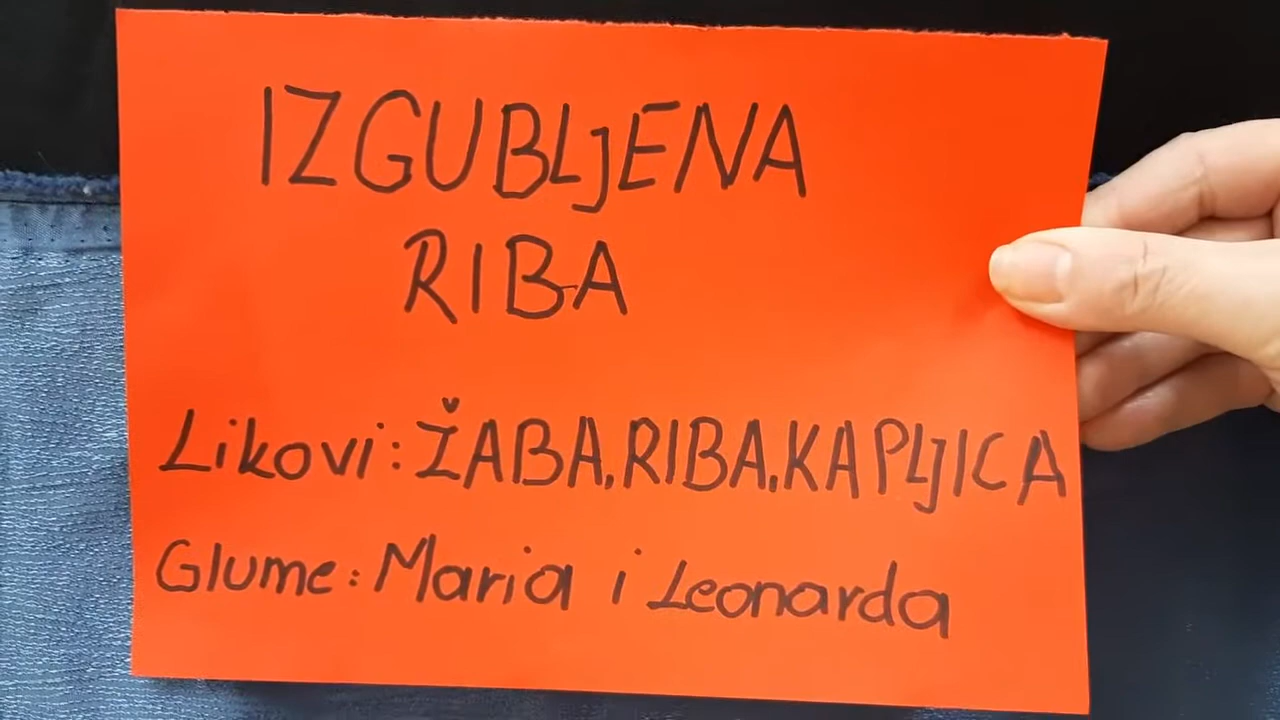 IZGUBLJENA
RIBA
Likovi: ŽABA, RIBA, KAPLJICA
Glume: Maria i Leonarda